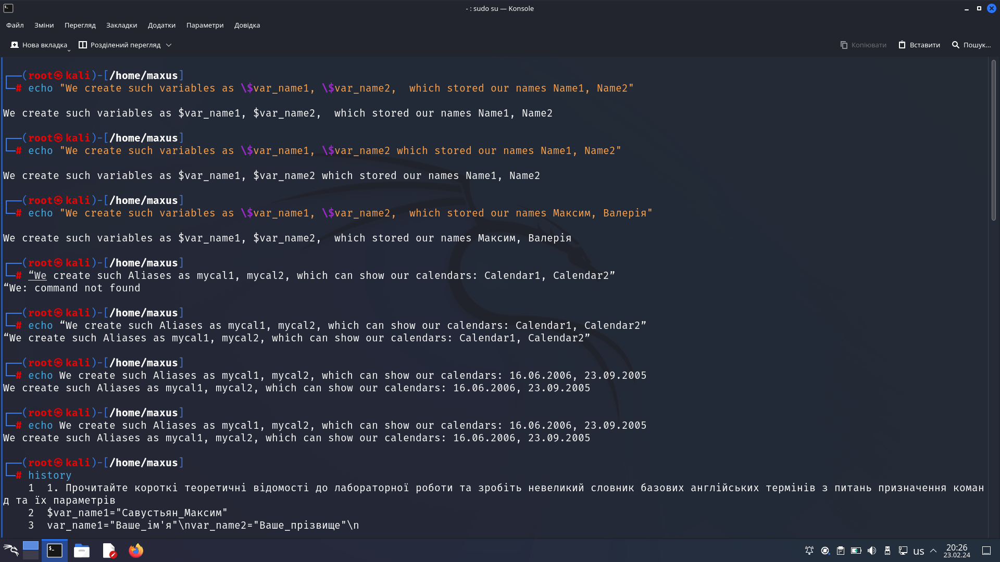 - : sudo su — Konsole
Файл Зміни Перегляд Закладки Додатки Параметри Довідка
Нова вкладка Розділений перегляд Копіювати Вставити Пошук...
┌──(root㉿kali)-[/home/maxus]
└─# echo "We create such variables as \$var_name1, \$var_name2,  which stored our names Name1, Name2"
We create such variables as $var_name1, $var_name2,  which stored our names Name1, Name2
┌──(root㉿kali)-[/home/maxus]
└─# echo "We create such variables as \$var_name1, \$var_name2 which stored our names Name1, Name2"
We create such variables as $var_name1, $var_name2 which stored our names Name1, Name2
┌──(root㉿kali)-[/home/maxus]
└─# echo "We create such variables as \$var_name1, \$var_name2,  which stored our names Максим, Валерія"
We create such variables as $var_name1, $var_name2,  which stored our names Максим, Валерія
┌──(root㉿kali)-[/home/maxus]
└─# “We create such Aliases as mycal1, mycal2, which can show our calendars: Calendar1, Calendar2”
“We: command not found
┌──(root㉿kali)-[/home/maxus]
└─# echo “We create such Aliases as mycal1, mycal2, which can show our calendars: Calendar1, Calendar2”
“We create such Aliases as mycal1, mycal2, which can show our calendars: Calendar1, Calendar2”
┌──(root㉿kali)-[/home/maxus]
└─# echo We create such Aliases as mycal1, mycal2, which can show our calendars: 16.06.2006, 23.09.2005
We create such Aliases as mycal1, mycal2, which can show our calendars: 16.06.2006, 23.09.2005
┌──(root㉿kali)-[/home/maxus]
└─# echo We create such Aliases as mycal1, mycal2, which can show our calendars: 16.06.2006, 23.09.2005
We create such Aliases as mycal1, mycal2, which can show our calendars: 16.06.2006, 23.09.2005
┌──(root㉿kali)-[/home/maxus]
└─# history
1  1. Прочитайте короткі теоретичні відомості до лабораторної роботи та зробіть невеликий словник базових англійських термінів з питань призначення коман
д та їх параметрів
2  $var_name1="Савустьян_Максим"
3  var_name1="Ваше_ім'я"\nvar_name2="Ваше_прізвище"\n
us 20:26
23.02.24